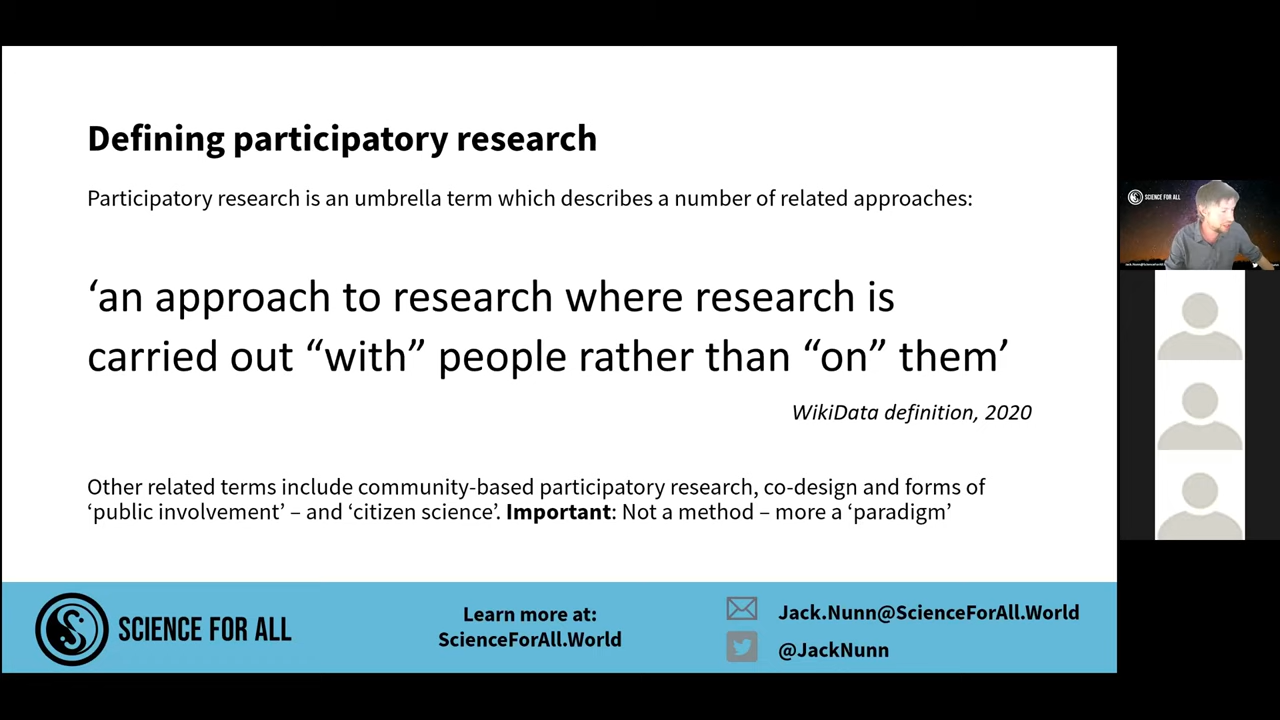 Defining participatory research
Participatory research is an umbrella term which describes a number of related approaches:
‘an approach to research where research is
carried out “with” people rather than “on” them’
WikiData definition, 2020
Other related terms include community-based participatory research, co-design and forms of
‘public involvement’ – and ‘citizen science’. Important: Not a method – more a ‘paradigm’
SCIENCE FOR ALL
Learn more at:
ScienceForAll.World
Jack.Nunn@ScienceForAll.World
@JackNunn
SCIENCE FOR ALL